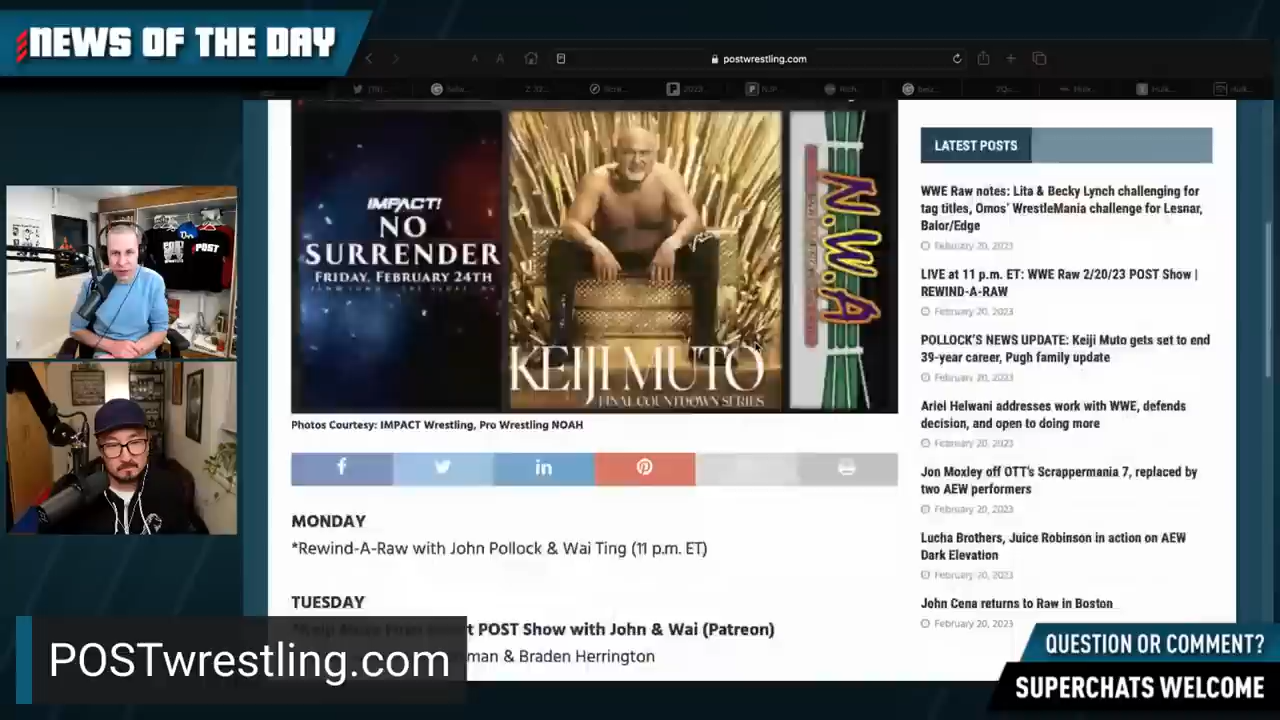 NEWS OF THE DAY
postwrestling.com
IMPACT!
NO
SURRENDER
FRIDAY, FEBRUARY 24TH
KEIJI MUTO
FINAL COUNTDOWN SERIES
N.W.A
Photos Courtesy: IMPACT Wrestling, Pro Wrestling NOAH
MONDAY
*Rewind-A-Raw with John Pollock & Wai Ting (11 p.m. ET)
TUESDAY
POST Show with John & Wai (Patreon)
man & Braden Herrington
LATEST POSTS
WWE Raw notes: Lita & Becky Lynch challenging for
tag titles, Omos' WrestleMania challenge for Lesnar,
Balor/Edge
February 20, 2023
LIVE at 11 p.m. ET: WWE Raw 2/20/23 POST Show |
REWIND-A-RAW
February 20, 2023
POLLOCK'S NEWS UPDATE: Keiji Muto gets set to end
39-year career, Pugh family update
February 20, 2023
Ariel Helwani addresses work with WWE, defends
decision, and open to doing more
February 20, 2023
Jon Moxley off OTT's Scrappermania 7, replaced by
two AEW performers
February 20, 2023
Lucha Brothers, Juice Robinson in action on AEW
Dark Elevation
February 20, 2023
John Cena returns to Raw in Boston
February 20, 2023
POST
POSTwrestling.com
QUESTION OR COMMENT?
SUPERCHATS WELCOME